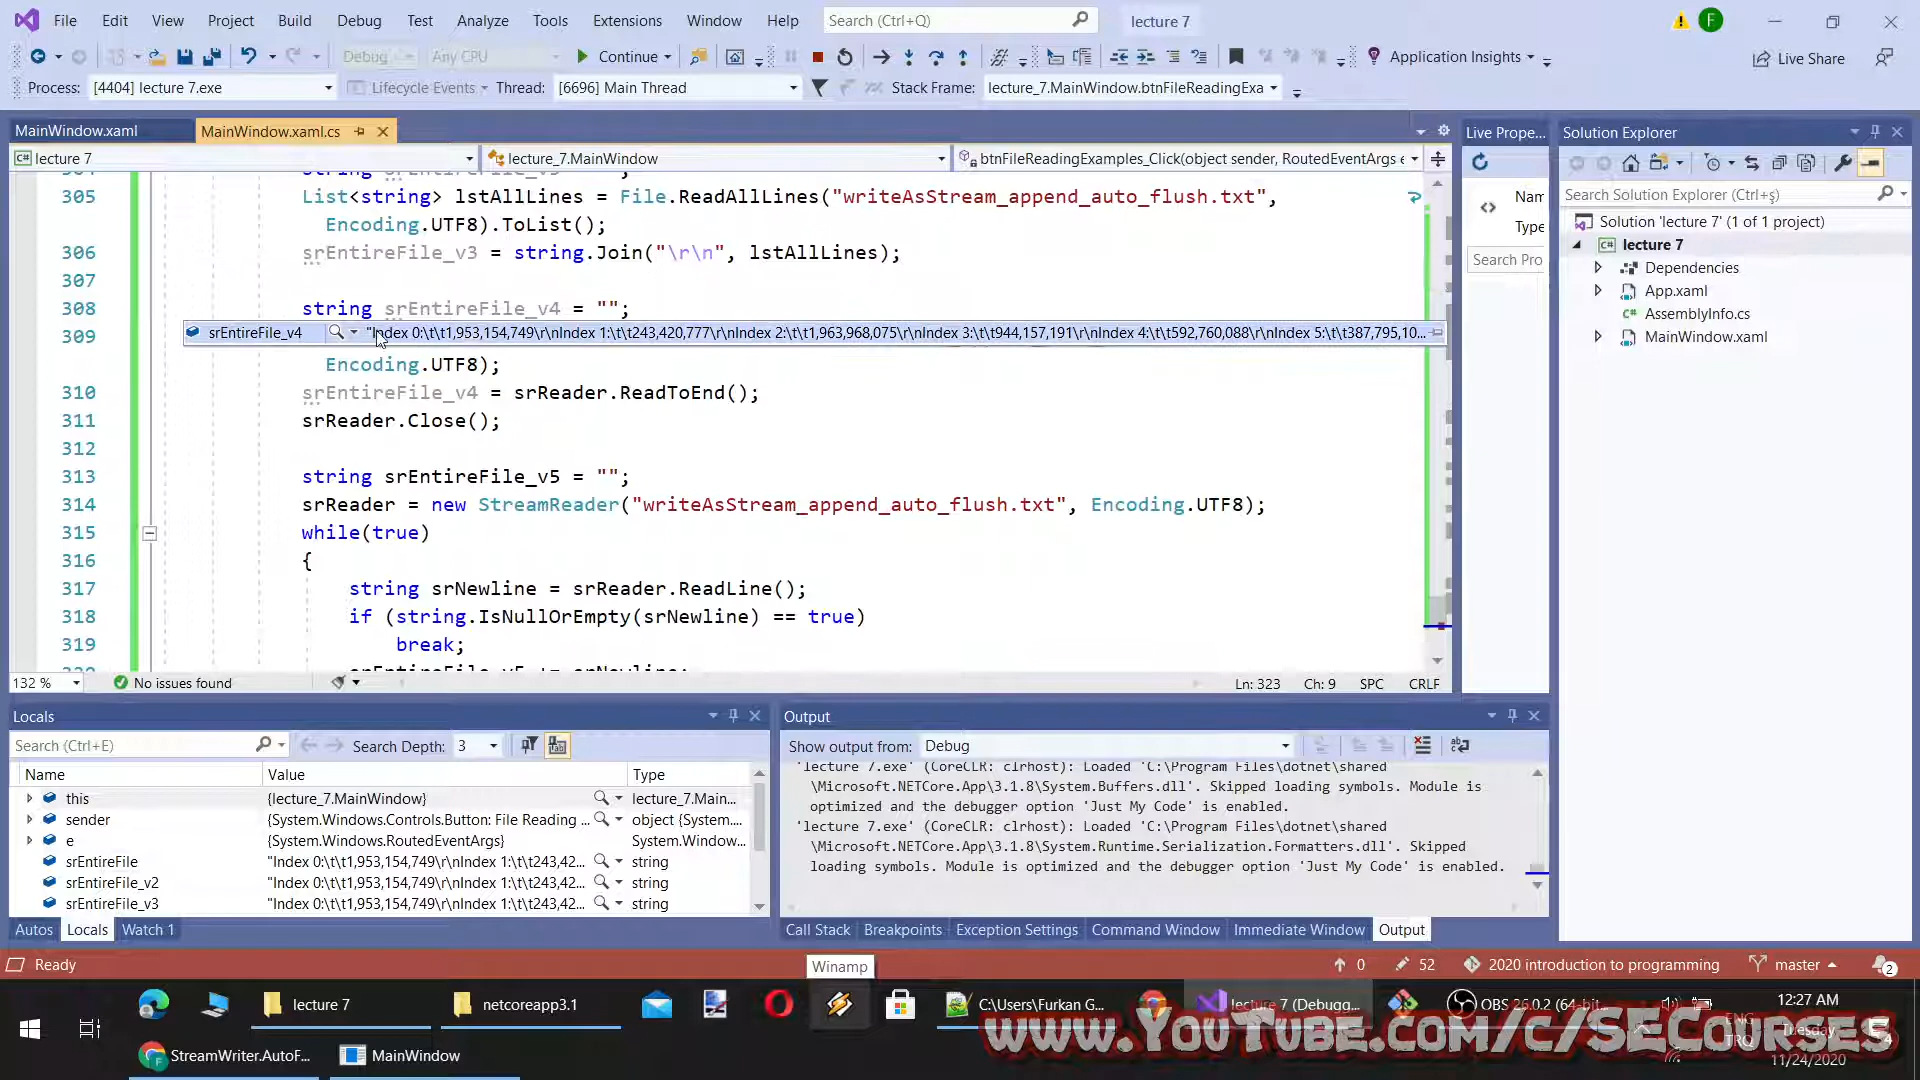 File Edit View Project Build Debug Test Analyze Tools Extensions Window Help Search (Ctrl+Q) lecture 7 F
Debug Any CPU Continue Application Insights Live Share
Process: [4404] lecture 7.exe Lifecycle Events Thread: [6696] Main Thread Stack Frame: lecture_7.MainWindow.btnFileReadingExa
MainWindow.xaml MainWindow.xaml.cs Live Prope... Solution Explorer
lecture 7 lecture_7.MainWindow btnFileReadingExamples_Click(object sender, RoutedEventArgs e
305 List<string> lstAllLines = File.ReadAllLines("writeAsStream_append_auto_flush.txt",
Encoding.UTF8).ToList();
306 srEntireFile_v3 = string.Join("\r\n", lstAllLines);
307
308 string srEntireFile_v4 = "";
309 srEntireFile_v4 "Index 0:\t\t1,953,154,749\r\nIndex 1:\t\t243,420,777\r\nIndex 2:\t\t1,963,968,075\r\nIndex 3:\t\t944,157,191\r\nIndex 4:\t\t592,760,088\r\nIndex 5:\t\t387,795,10...
Encoding.UTF8);
310 srEntireFile_v4 = srReader.ReadToEnd();
311 srReader.Close();
312
313 string srEntireFile_v5 = "";
314 srReader = new StreamReader("writeAsStream_append_auto_flush.txt", Encoding.UTF8);
315 while(true)
316 {
317 string srNewline = srReader.ReadLine();
318 if (string.IsNullOrEmpty(srNewline) == true)
319 break;
132 % No issues found Ln: 323 Ch: 9 SPC CRLF
Nam
Type
Search Pro
Search Solution Explorer (Ctrl+ş)
Solution 'lecture 7' (1 of 1 project)
lecture 7
Dependencies
App.xaml
AssemblyInfo.cs
MainWindow.xaml
Locals
Search (Ctrl+E) Search Depth: 3
Name Value Type
this {lecture_7.MainWindow} lecture_7.Main...
sender {System.Windows.Controls.Button: File Reading ... object {System....
e {System.Windows.RoutedEventArgs} System.Window...
srEntireFile "Index 0:\t\t1,953,154,749\r\nIndex 1:\t\t243,42... string
srEntireFile_v2 "Index 0:\t\t1,953,154,749\r\nIndex 1:\t\t243,42... string
srEntireFile_v3 "Index 0:\t\t1,953,154,749\r\nIndex 1:\t\t243,42... string
Autos Locals Watch 1
Output
Show output from: Debug
'lecture 7.exe' (CoreCLR: clrhost): Loaded 'C:\Program Files\dotnet\shared
\Microsoft.NETCore.App\3.1.8\System.Buffers.dll'. Skipped loading symbols. Module is
optimized and the debugger option 'Just My Code' is enabled.
'lecture 7.exe' (CoreCLR: clrhost): Loaded 'C:\Program Files\dotnet\shared
\Microsoft.NETCore.App\3.1.8\System.Runtime.Serialization.Formatters.dll'. Skipped
loading symbols. Module is optimized and the debugger option 'Just My Code' is enabled.
Call Stack Breakpoints Exception Settings Command Window Immediate Window Output
Ready 0 52 2020 introduction to programming master 2
Winamp
lecture 7 netcoreapp3.1 C:\Users\Furkan G... lecture 7 (Debugg... OBS 26.0.2 (64-bit... 12:27 AM
www.YouTube.com/c/SECourses
ENG
TRQ
Tuesday
StreamWriter.AutoF... MainWindow 11/24/2020